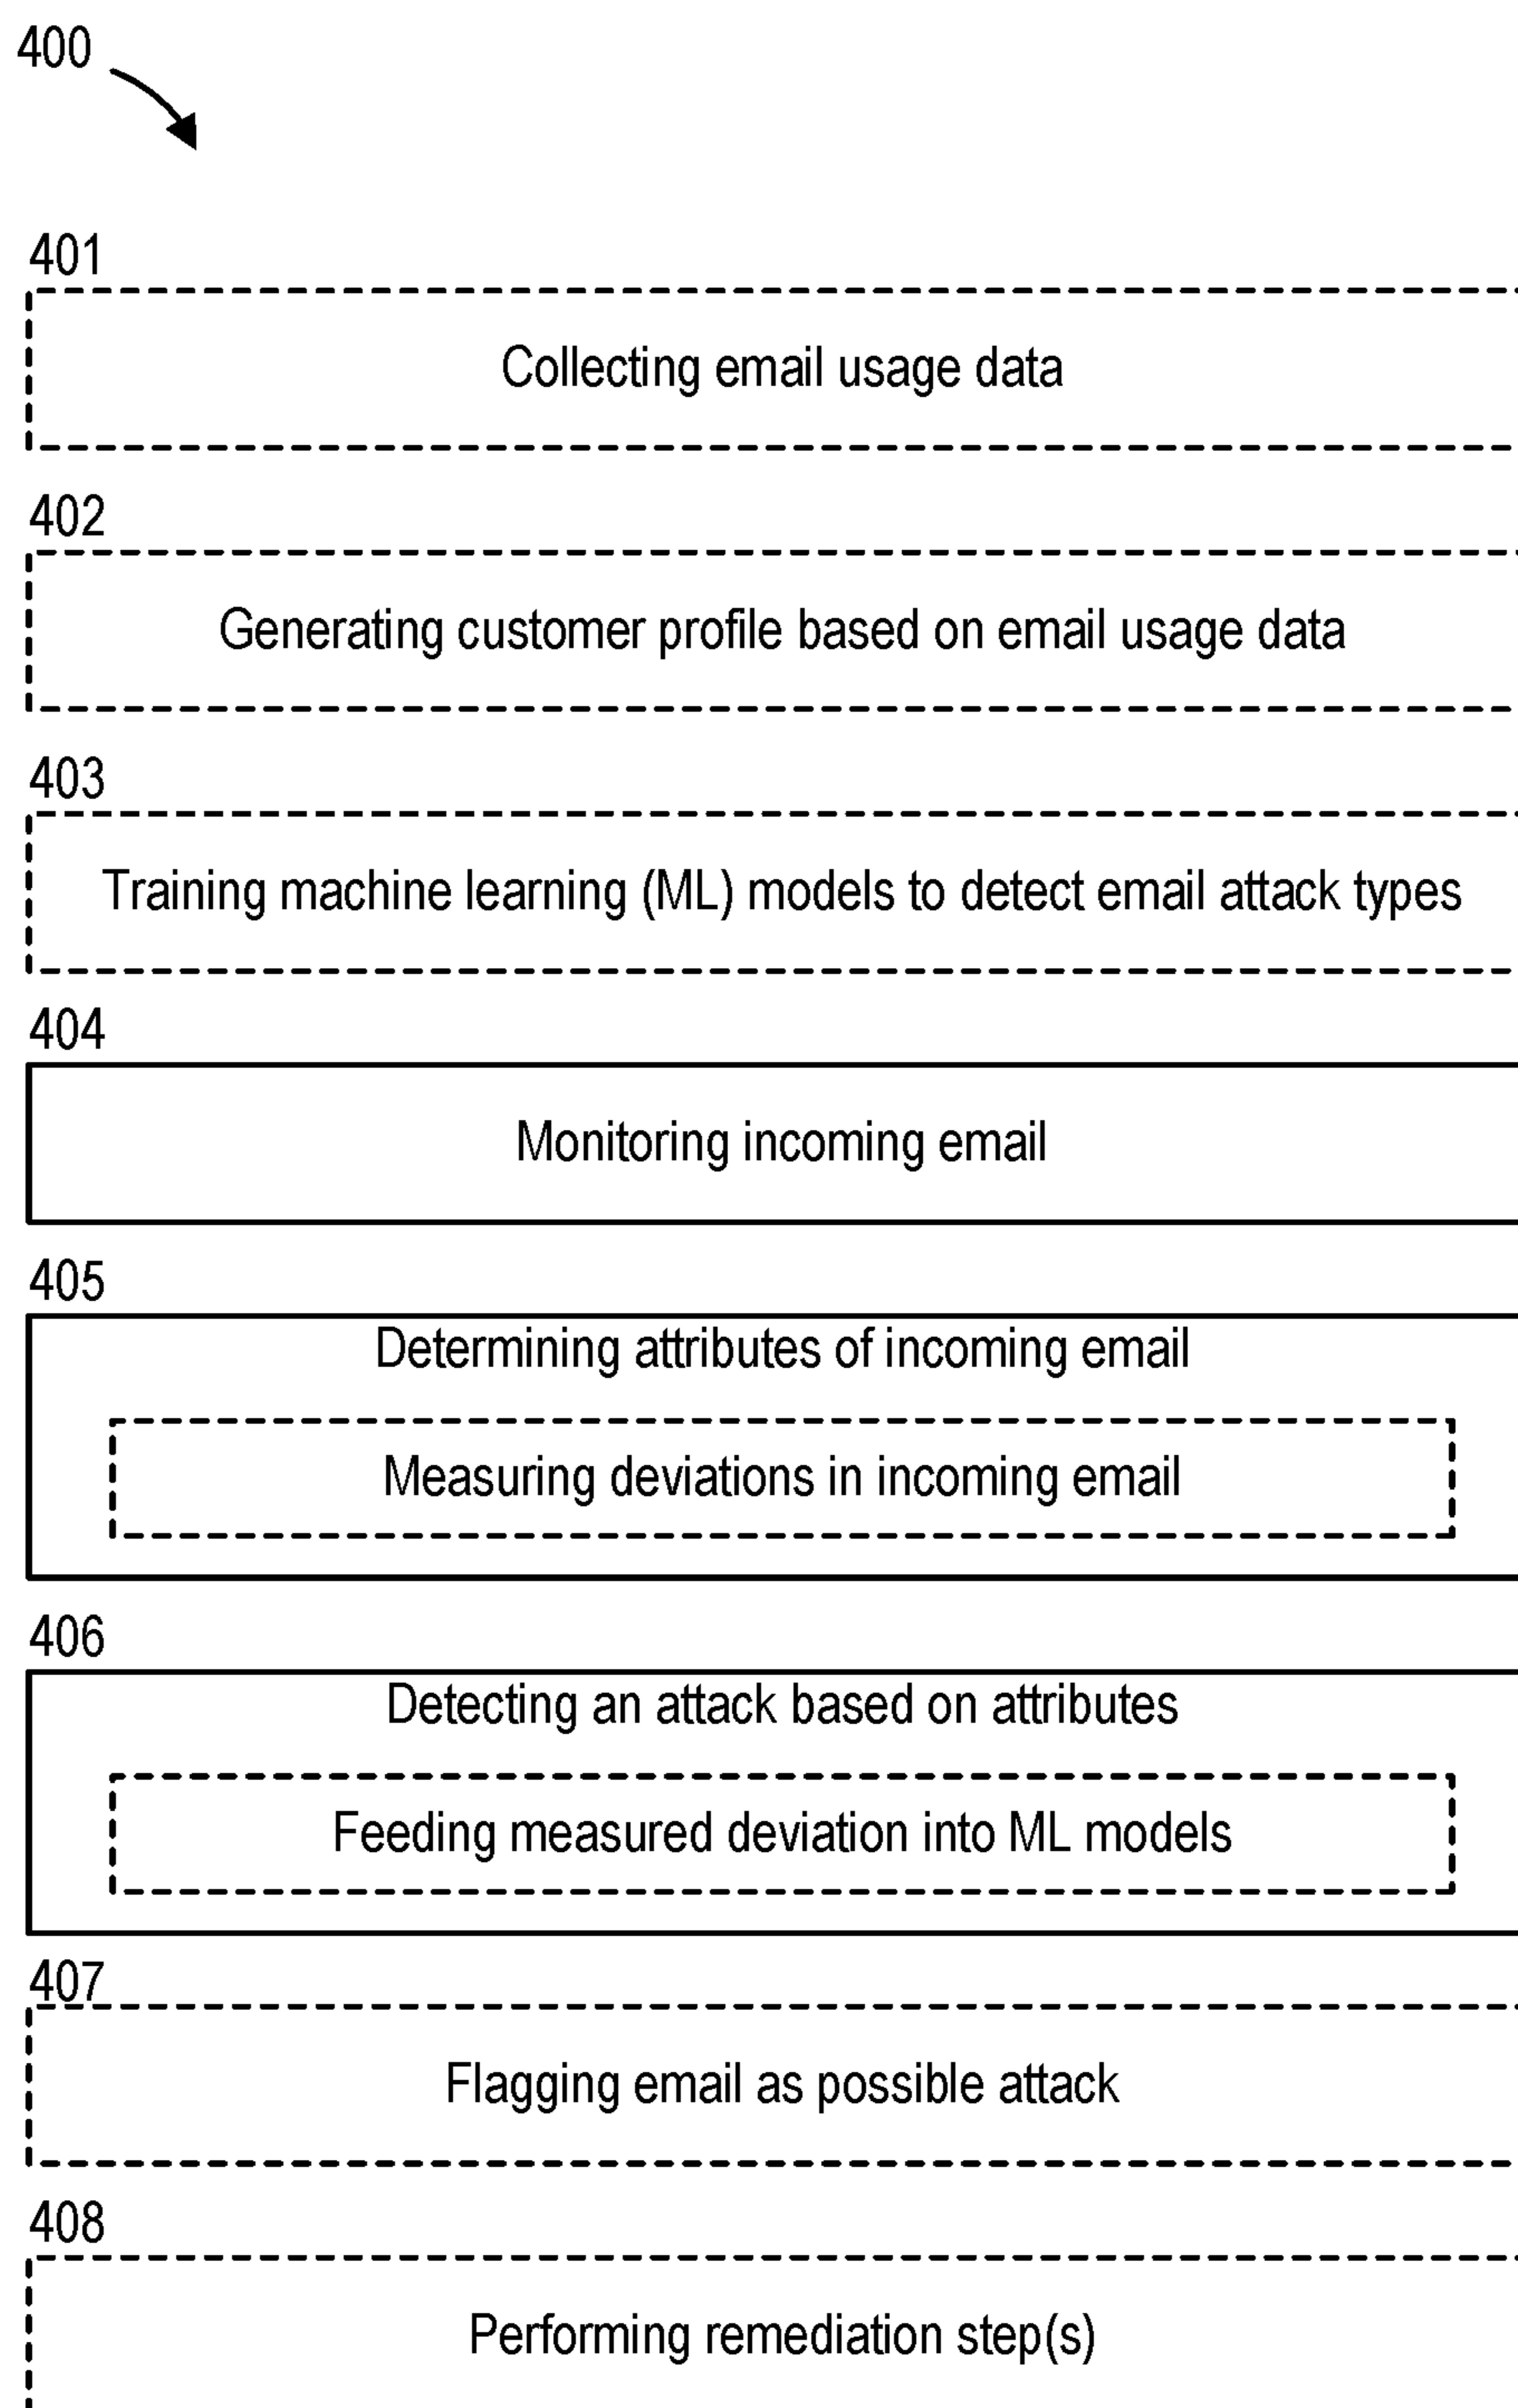 400
401
Collecting email usage data
402
Generating customer profile based on email usage data
403
Training machine learning (ML) models to detect email attack types
404
Monitoring incoming email
405
Determining attributes of incoming email
Measuring deviations in incoming email
406
Detecting an attack based on attributes
Feeding measured deviation into ML models
407
Flagging email as possible attack
408
Performing remediation step(s)